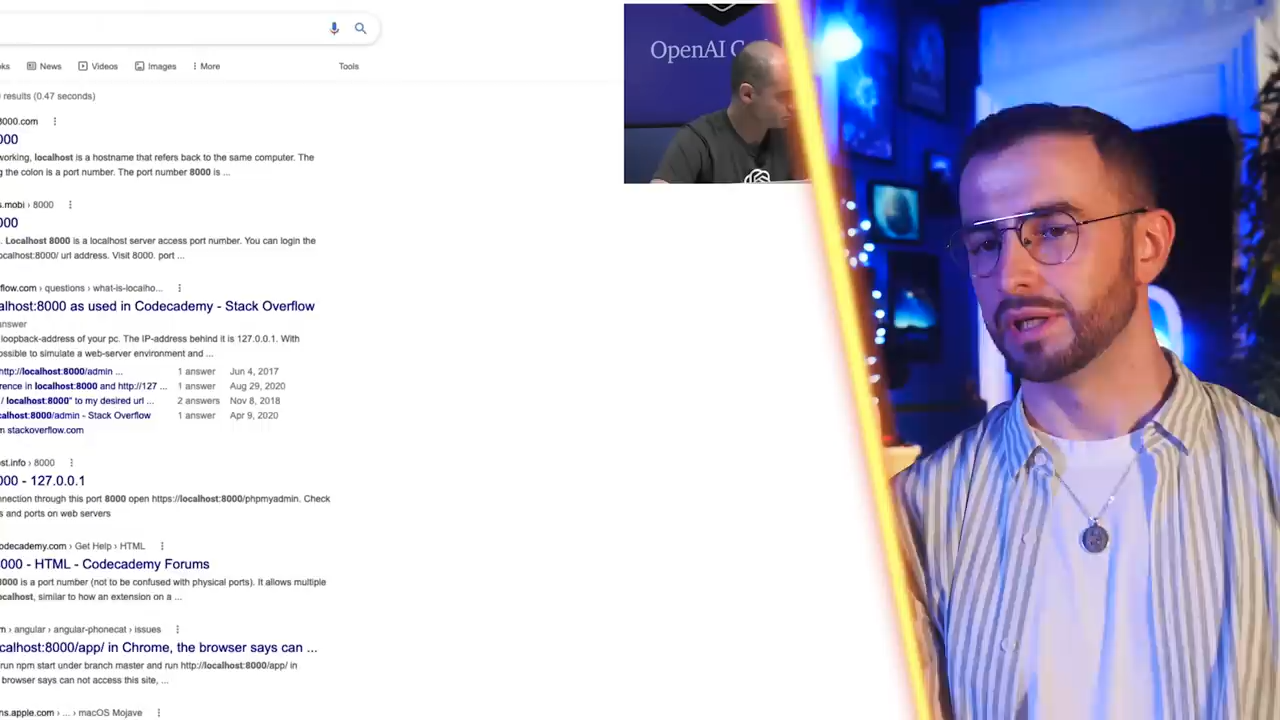 oks News Videos Images More Tools
results (0.47 seconds)
8000.com
000
working, localhost is a hostname that refers back to the same computer. The
g the colon is a port number. The port number 8000 is ...
s.mobi › 8000
000
. Localhost 8000 is a localhost server access port number. You can login the
ocalhost:8000/ url address. Visit 8000. port ...
flow.com › questions › what-is-localho...
alhost:8000 as used in Codecademy - Stack Overflow
answer
loopback-address of your pc. The IP-address behind it is 127.0.0.1. With
ossible to simulate a web-server environment and ...
http://localhost:8000/admin ... 1 answer Jun 4, 2017
rence in localhost:8000 and http://127 ... 1 answer Aug 29, 2020
/ localhost:8000" to my desired url ... 2 answers Nov 8, 2018
calhost:8000/admin - Stack Overflow 1 answer Apr 9, 2020
m stackoverflow.com
st.info › 8000
000 - 127.0.0.1
nnection through this port 8000 open https://localhost:8000/phpmyadmin. Check
s and ports on web servers
odecademy.com › Get Help › HTML
8000 - HTML - Codecademy Forums
8000 is a port number (not to be confused with physical ports). It allows multiple
ocalhost, similar to how an extension on a ...
m › angular › angular-phonecat › issues
calhost:8000/app/ in Chrome, the browser says can ...
run npm start under branch master and run http://localhost:8000/app/ in
browser says can not access this site, ...
ns.apple.com › ... › macOS Mojave
OpenAI C